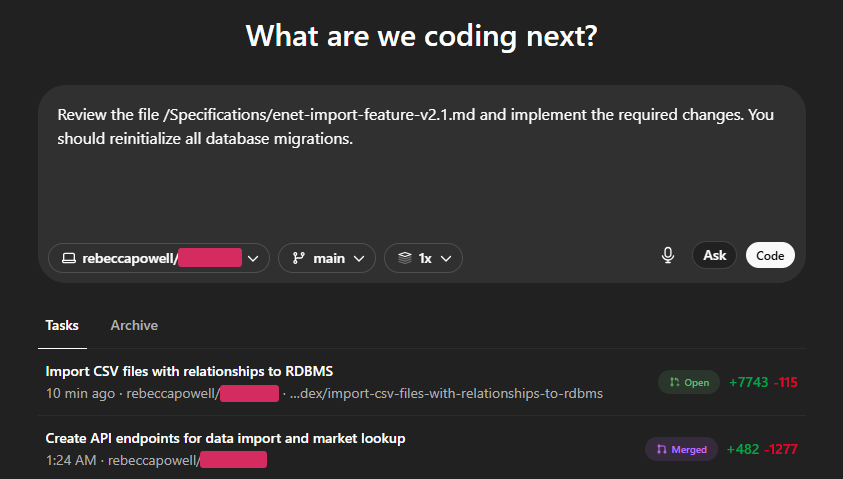 What are we coding next?
Review the file /Specifications/enet-import-feature-v2.1.md and implement the required changes. You
should reinitialize all database migrations.
rebeccapowell/ main 1x Ask Code
Tasks Archive
Import CSV files with relationships to RDBMS
Open +7743 -115
10 min ago · rebeccapowell/ · ...dex/import-csv-files-with-relationships-to-rdbms
Create API endpoints for data import and market lookup
Merged +482 -1277
1:24 AM · rebeccapowell/